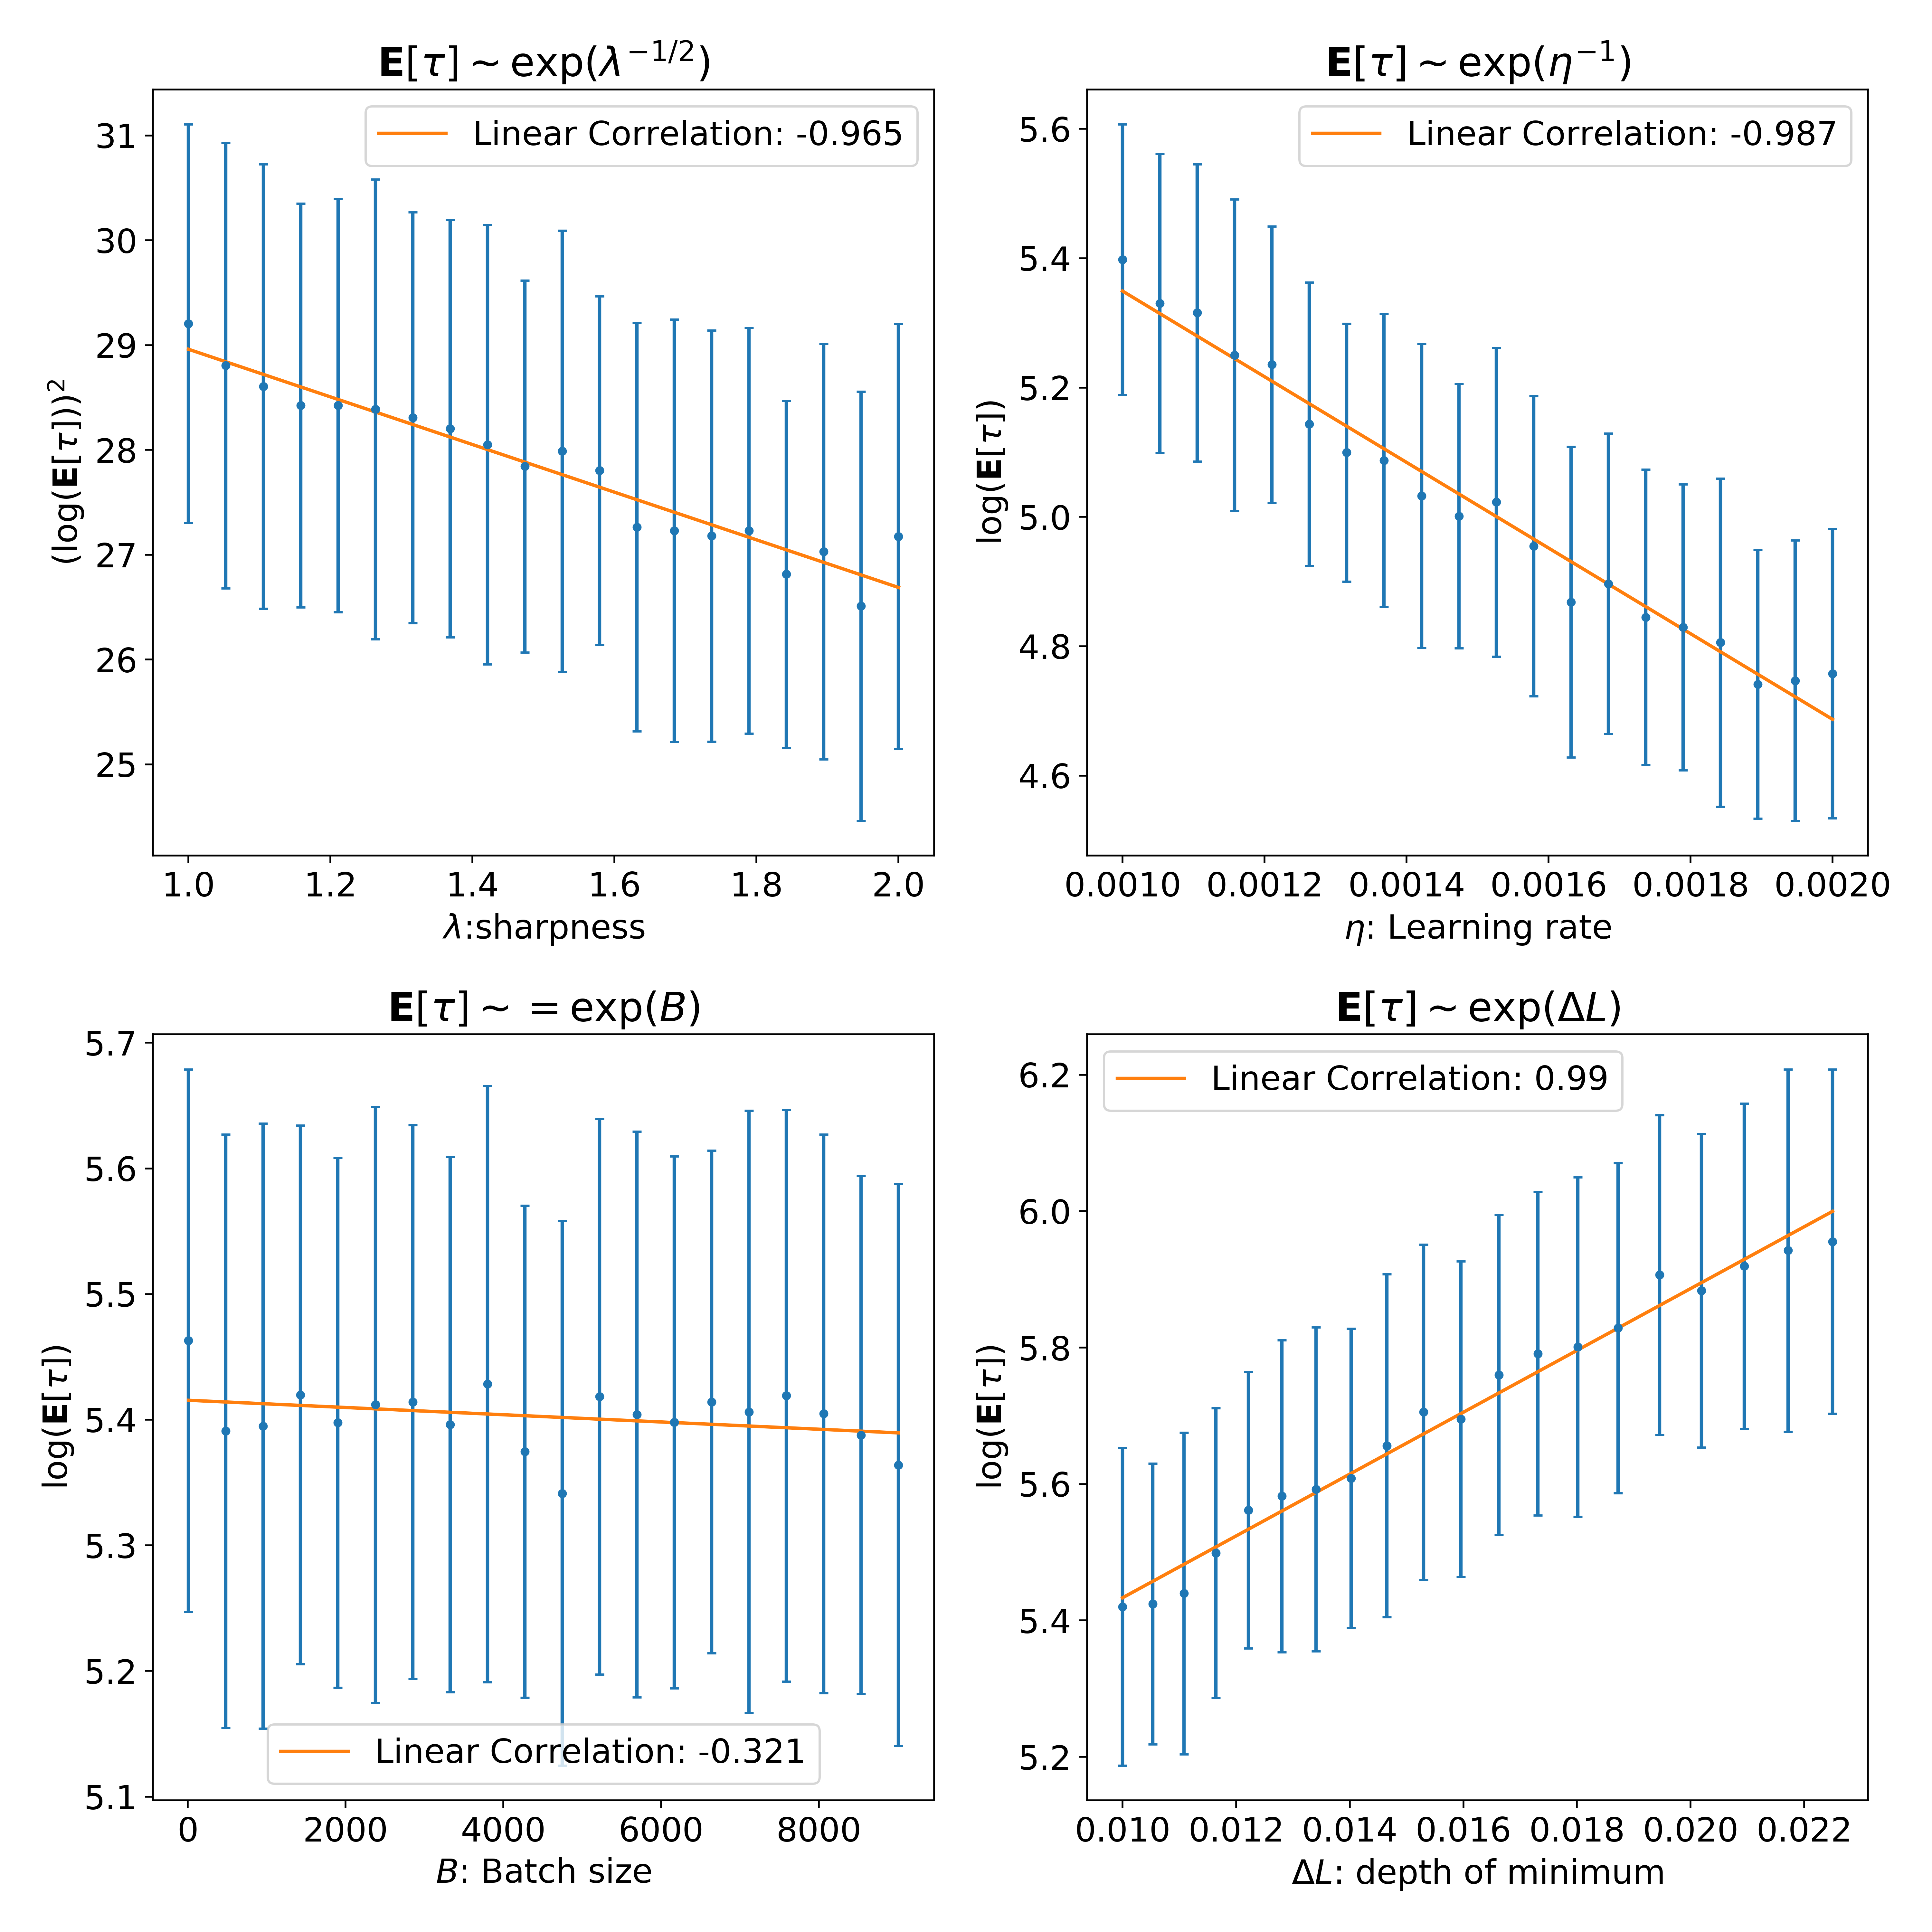 E[τ] ∼ exp(λ^{−1/2})
Linear Correlation: -0.965
31
30
29
28
27
26
25
(log(E[τ]))²
1.0 1.2 1.4 1.6 1.8 2.0
λ:sharpness
E[τ] ∼ exp(η⁻¹)
Linear Correlation: -0.987
5.6
5.4
5.2
5.0
4.8
4.6
log(E[τ])
0.0010 0.0012 0.0014 0.0016 0.0018 0.0020
η: Learning rate
E[τ] ∼ = exp(B)
5.7
5.6
5.5
5.4
5.3
5.2
5.1
log(E[τ])
Linear Correlation: -0.321
0 2000 4000 6000 8000
B: Batch size
E[τ] ∼ exp(ΔL)
Linear Correlation: 0.99
6.2
6.0
5.8
5.6
5.4
5.2
log(E[τ])
0.010 0.012 0.014 0.016 0.018 0.020 0.022
ΔL: depth of minimum